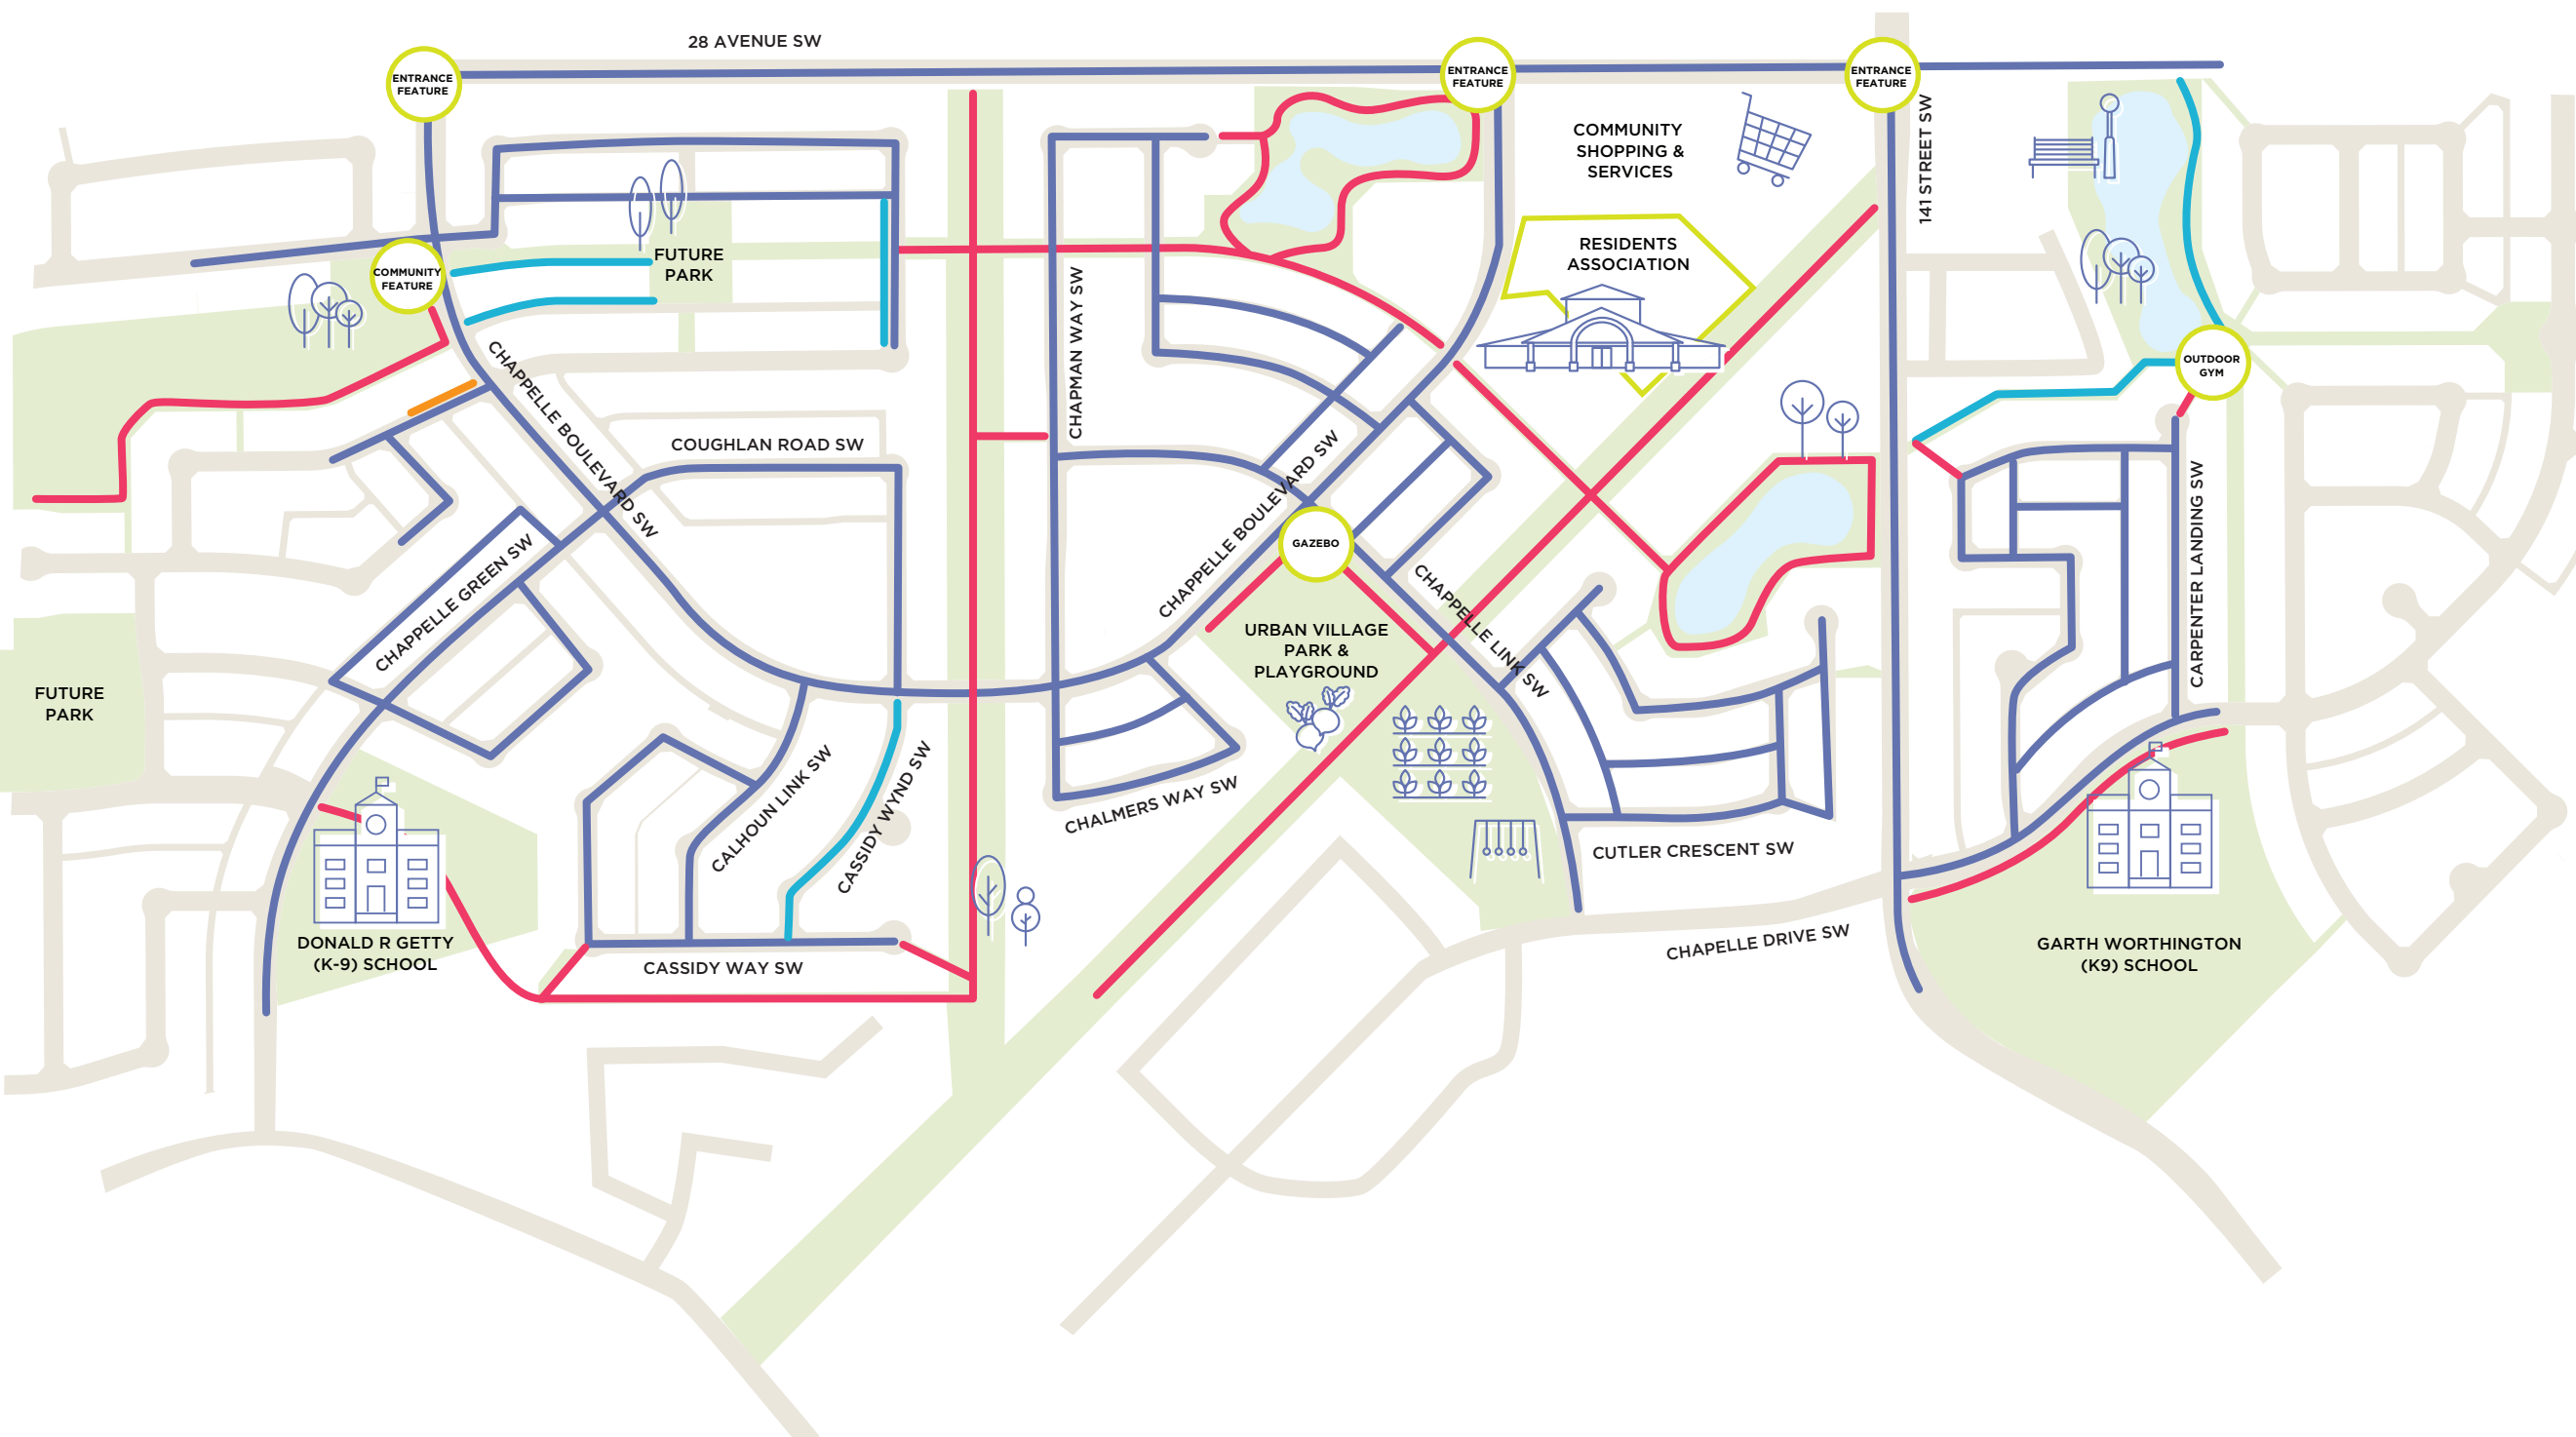 28 AVENUE SW
ENTRANCE
FEATURE
ENTRANCE
FEATURE
ENTRANCE
FEATURE
141 STREET SW
COMMUNITY
SHOPPING &
SERVICES
RESIDENTS
ASSOCIATION
COMMUNITY
FEATURE
FUTURE
PARK
CHAPMAN WAY SW
OUTDOOR
GYM
CHAPPELLE BOULEVARD SW
COUGHLAN ROAD SW
CHAPPELLE BOULEVARD SW
GAZEBO
CHAPPELLE GREEN SW
CHAPPELLE LINK SW
CARPENTER LANDING SW
URBAN VILLAGE
PARK &
PLAYGROUND
FUTURE
PARK
CALHOUN LINK SW
CASSIDY WYND SW
CHALMERS WAY SW
CUTLER CRESCENT SW
DONALD R GETTY
(K-9) SCHOOL
CASSIDY WAY SW
CHAPELLE DRIVE SW
GARTH WORTHINGTON
(K9) SCHOOL